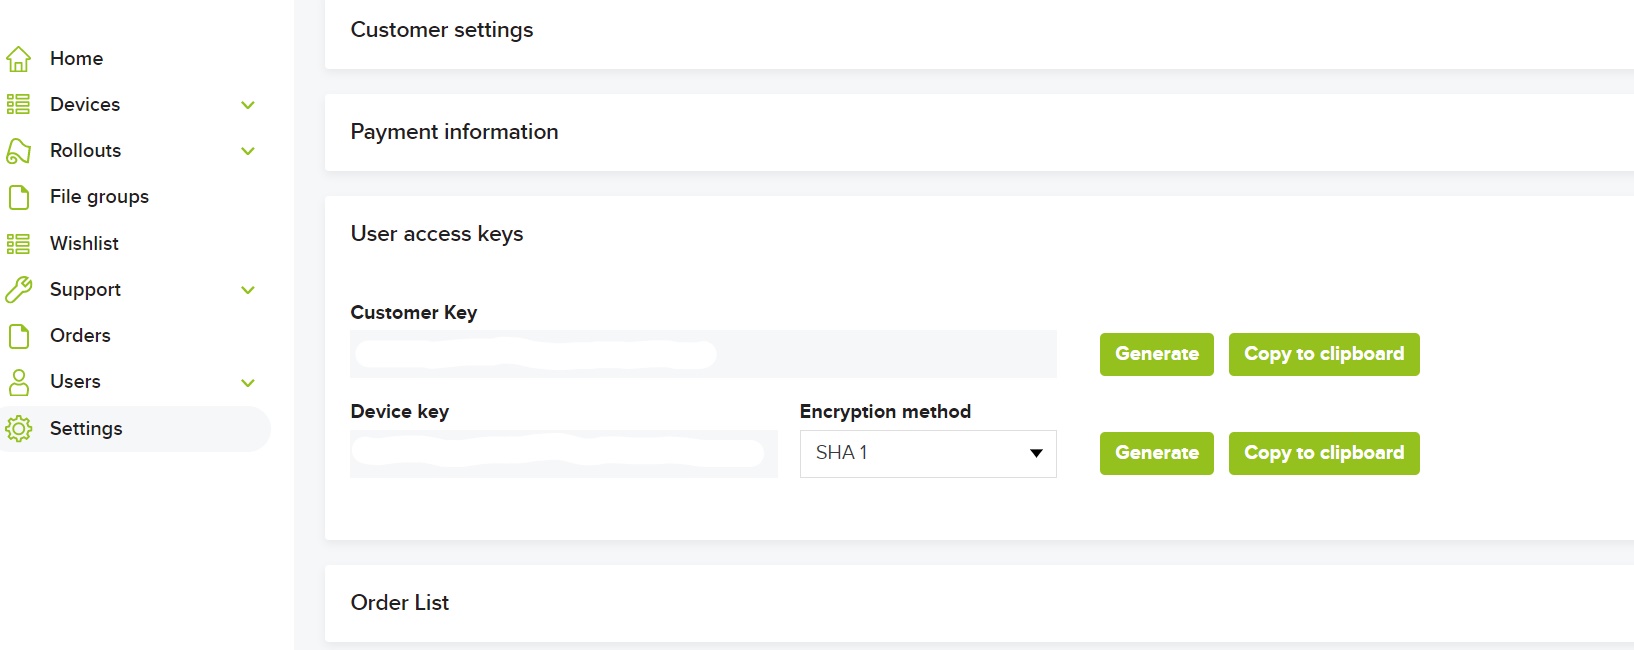 Home
Devices
Rollouts
File groups
Wishlist
Support
Orders
Users
Settings
Customer settings
Payment information
User access keys
Customer Key
Generate Copy to clipboard
Device key Encryption method
SHA 1 Generate Copy to clipboard
Order List